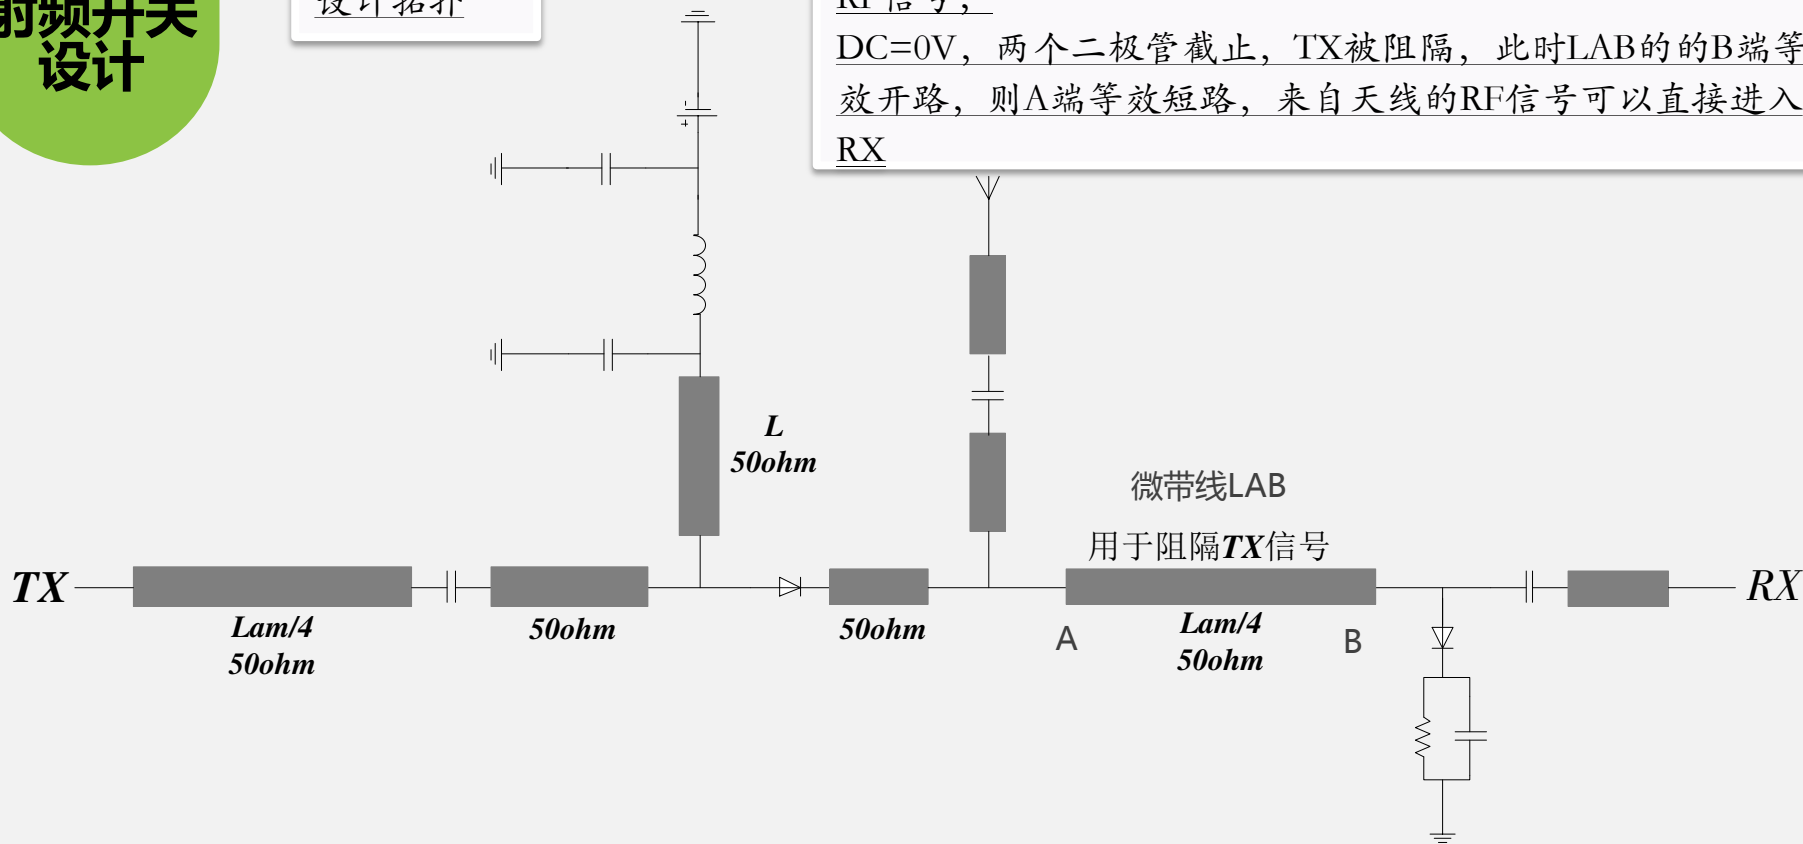 射频开关
设计
设计拓扑
RF信号，
DC=0V，两个二极管截止，TX被阻隔，此时LAB的的B端等
效开路，则A端等效短路，来自天线的RF信号可以直接进入
RX
L
50ohm
微带线LAB
用于阻隔TX信号
TX
RX
Lam/4
50ohm
50ohm
50ohm
A
Lam/4
50ohm
B